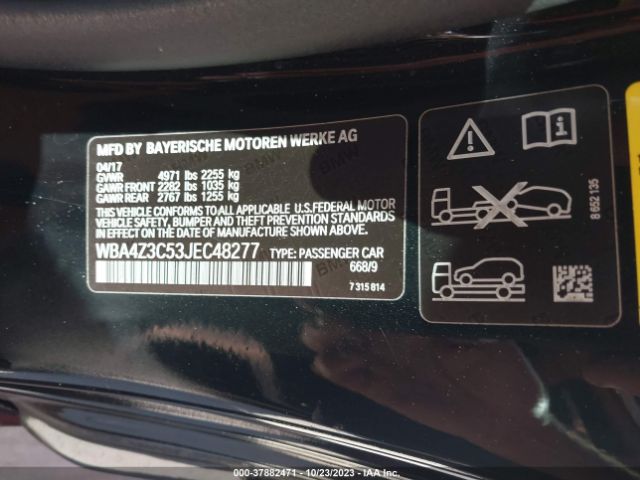 MFD BY BAYERISCHE MOTOREN WERKE AG
04/17
GVWR 4971 lbs 2255 kg
GAWR FRONT 2282 lbs 1035 kg
GAWR REAR 2767 lbs 1255 kg
THIS VEHICLE CONFORMS TO ALL APPLICABLE U.S.FEDERAL MOTOR
VEHICLE SAFETY, BUMPER AND THEFT PREVENTION STANDARDS
IN EFFECT ON THE DATE OF MANUFACTURE SHOWN ABOVE.
WBA4Z3C53JEC48277 TYPE: PASSENGER CAR
668/9
7 315 814
8 652 135
000-37882471 - 10/23/2023 - IAA Inc.